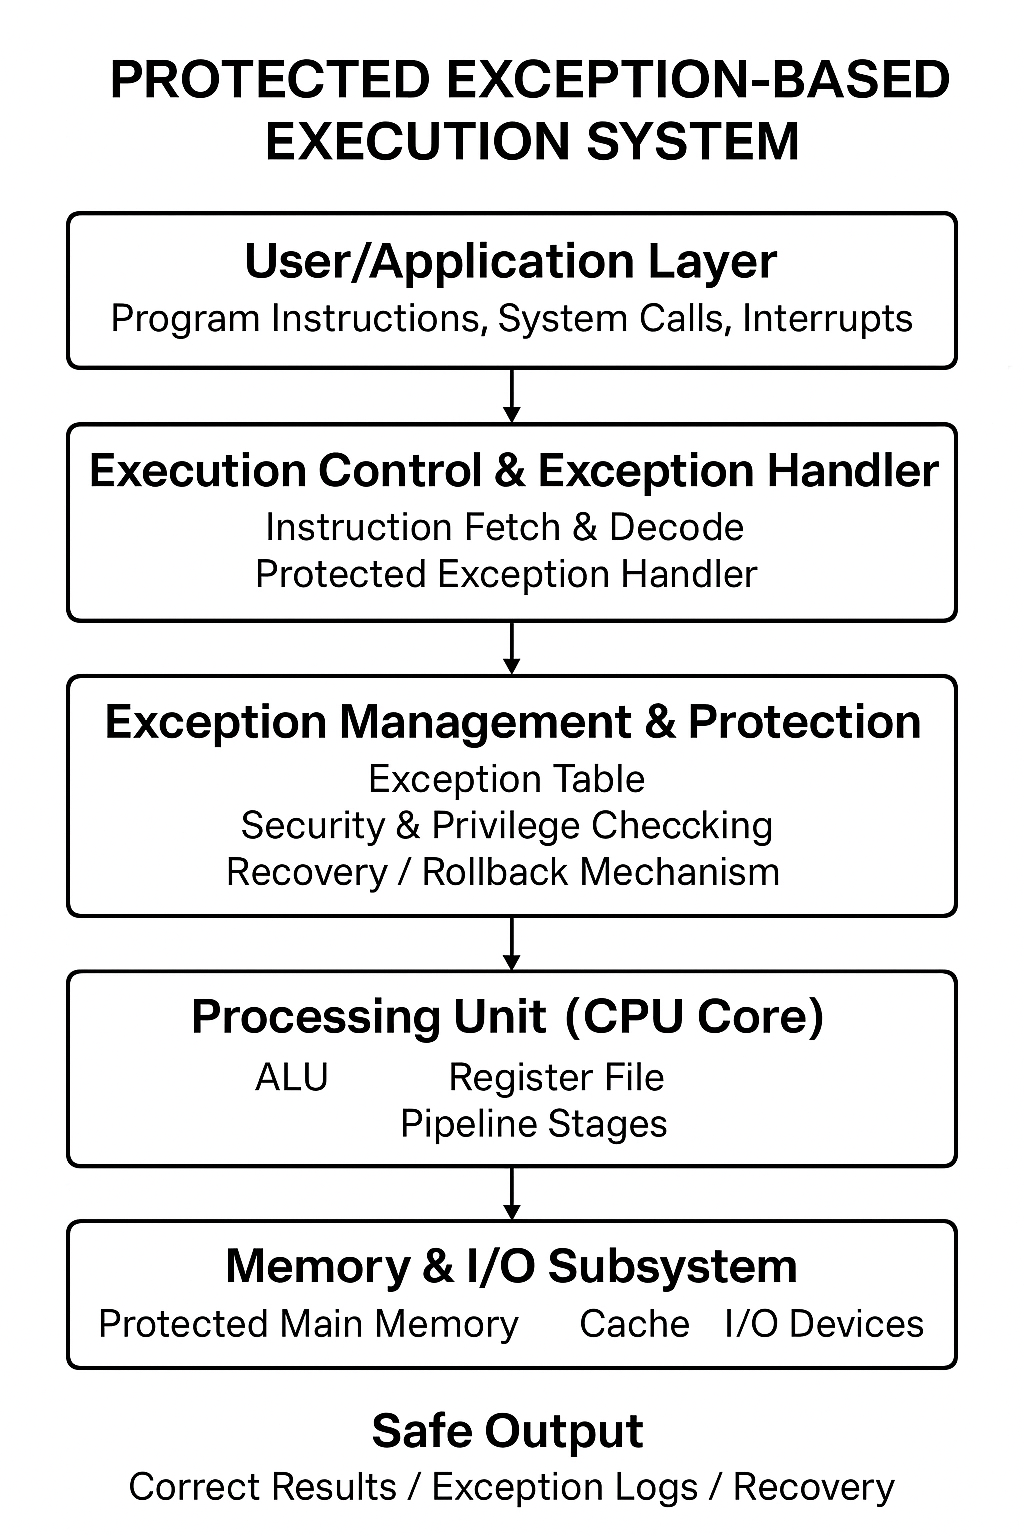 PROTECTED EXCEPTION-BASED
EXECUTION SYSTEM
User/Application Layer
Program Instructions, System Calls, Interrupts
Execution Control & Exception Handler
Instruction Fetch & Decode
Protected Exception Handler
Exception Management & Protection
Exception Table
Security & Privilege Checcking
Recovery / Rollback Mechanism
Processing Unit (CPU Core)
ALU Register File
Pipeline Stages
Memory & I/O Subsystem
Protected Main Memory Cache I/O Devices
Safe Output
Correct Results / Exception Logs / Recovery